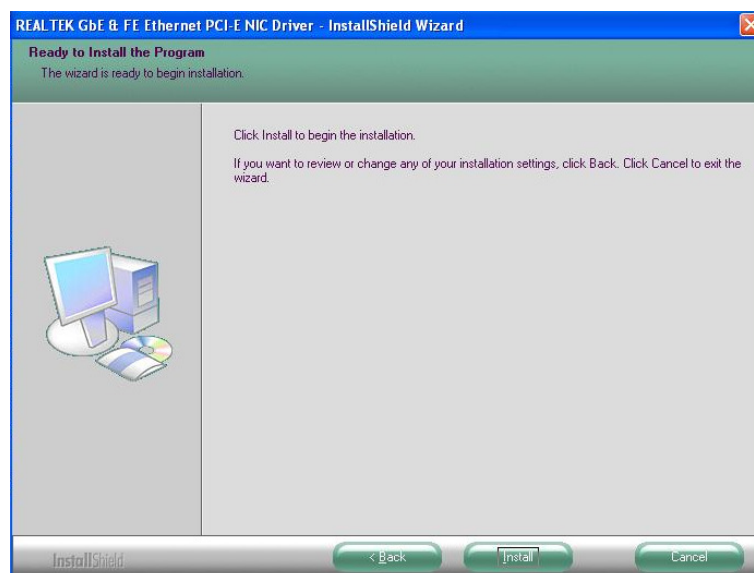 REALTEK GbE & FE Ethernet PCI-E NIC Driver - InstallShield Wizard
Ready to Install the Program
The wizard is ready to begin installation.
Click Install to begin the installation.
If you want to review or change any of your installation settings, click Back. Click Cancel to exit the
wizard.
InstallShield
< Back
Install
Cancel